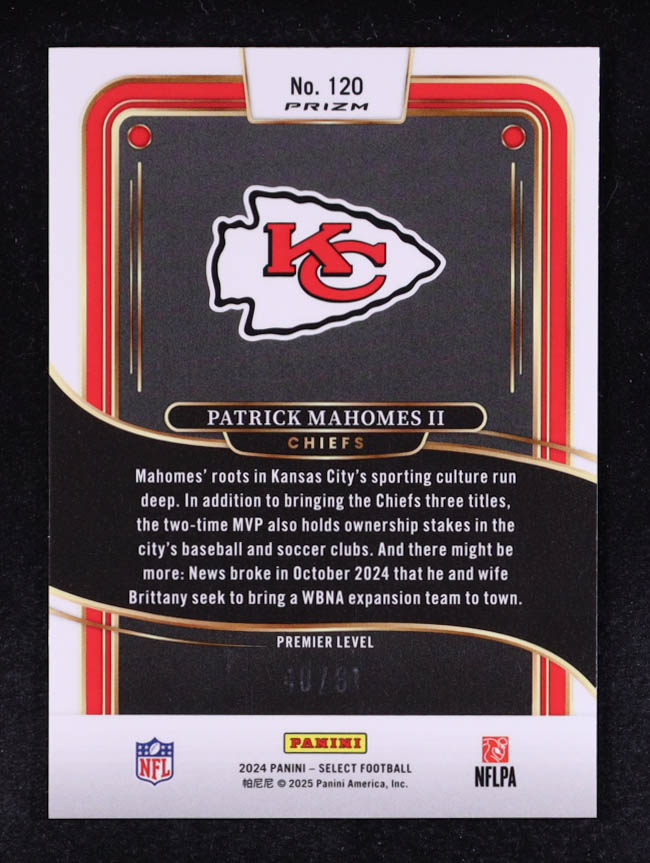 No. 120
PRIZM
KC
PATRICK MAHOMES II
CHIEFS
Mahomes' roots in Kansas City's sporting culture run
deep. In addition to bringing the Chiefs three titles,
the two-time MVP also holds ownership stakes in the
city's baseball and soccer clubs. And there might be
more: News broke in October 2024 that he and wife
Brittany seek to bring a WBNA expansion team to town.
PREMIER LEVEL
PANINI
NFL
2024 PANINI – SELECT FOOTBALL
帕尼尼 © 2025 Panini America, Inc.
NFLPA